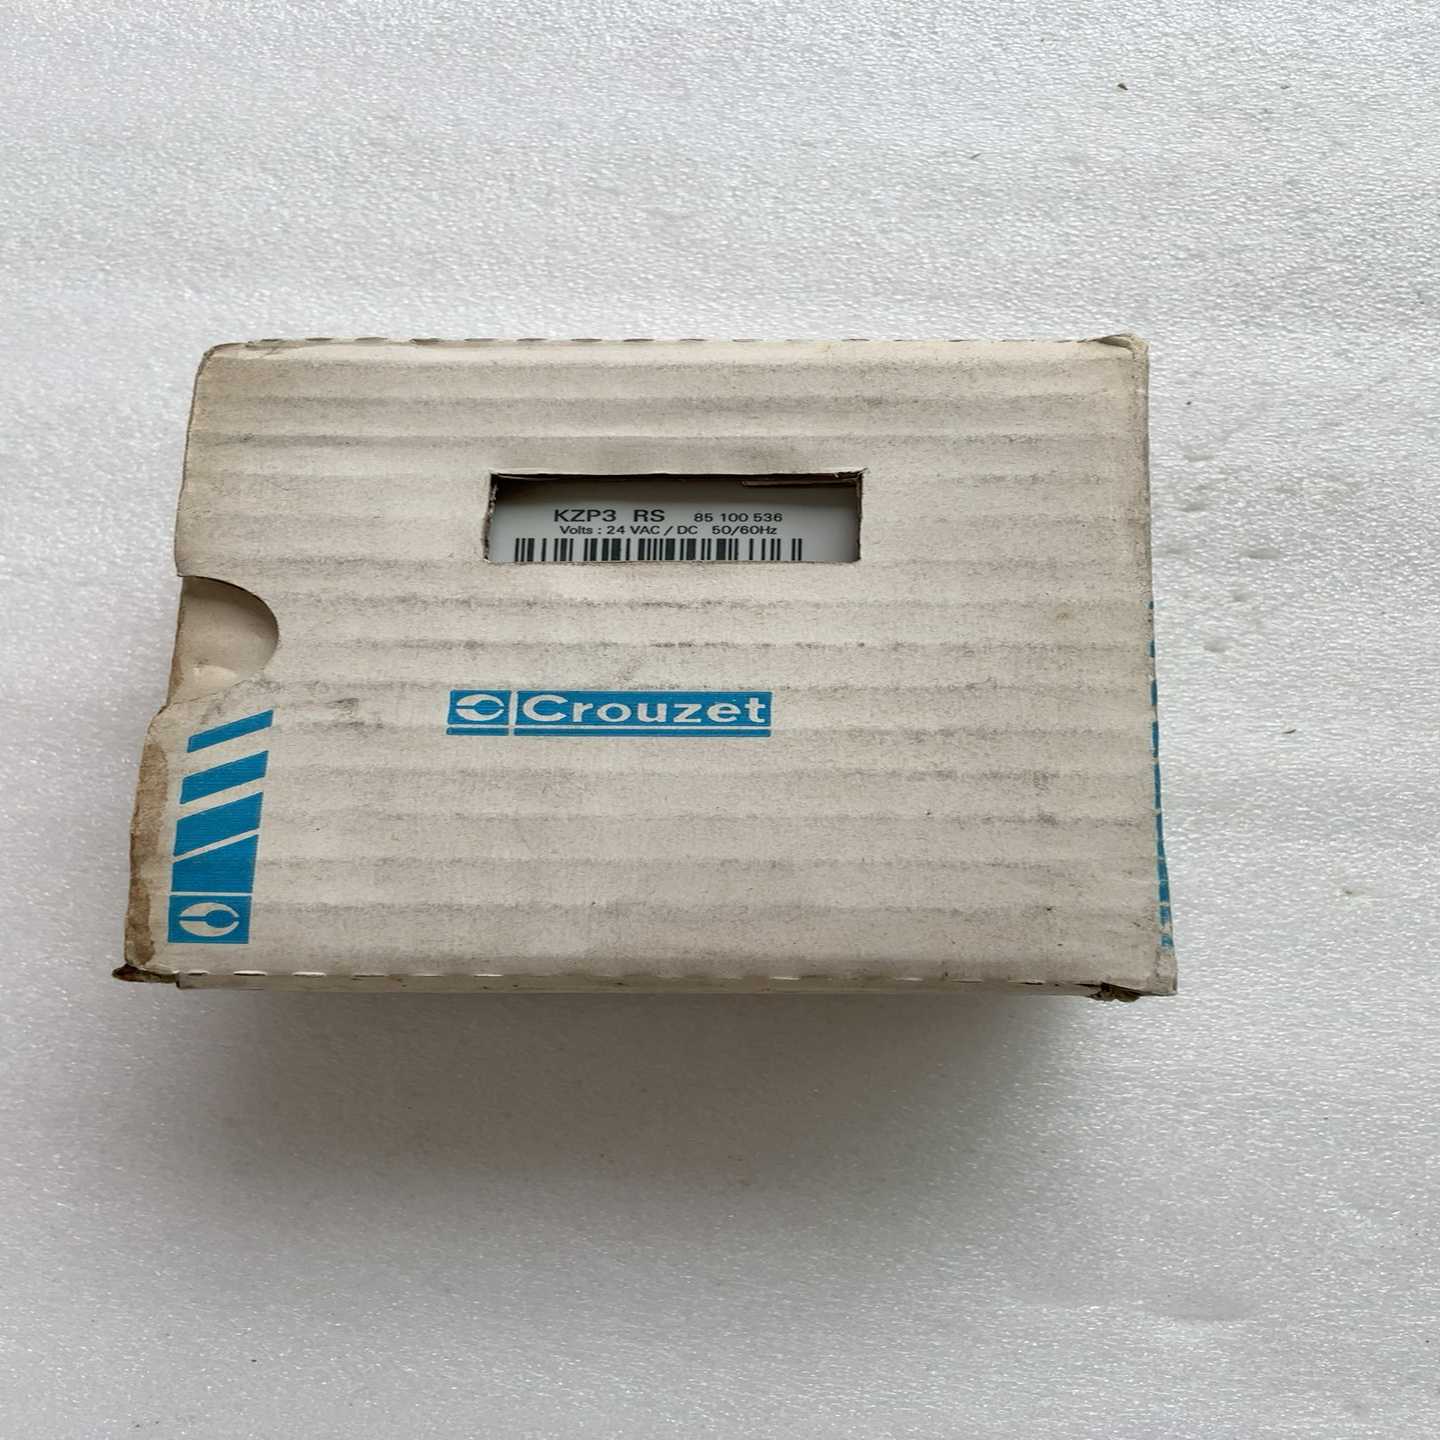 KZP3 RS 85 100 536
Volts : 24 VAC / DC 50/60Hz
Crouzet